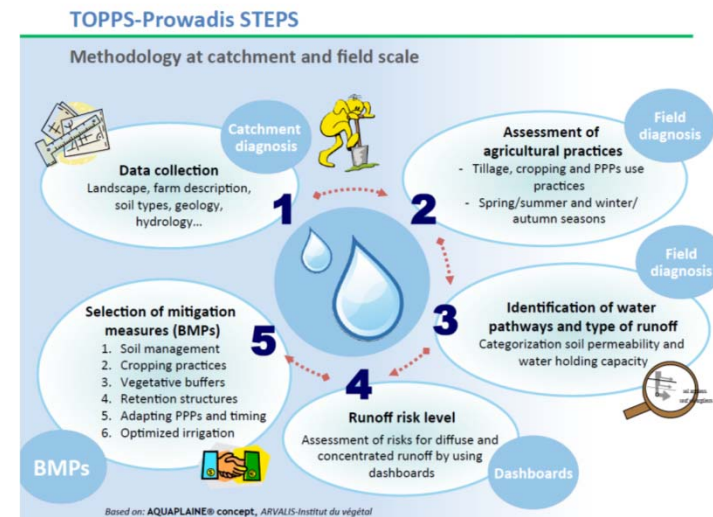 TOPPS-Prowadis STEPS
Methodology at catchment and field scale
Catchment
diagnosis
Data collection
Landscape, farm description,
soil types, geology,
hydrology...
1
Field
diagnosis
Assessment of
agricultural practices
- Tillage, cropping and PPPs use
practices
- Spring/summer and winter/
autumn seasons
2
Field
diagnosis
Identification of water
pathways and type of runoff
Categorization soil permeability and
water holding capacity
3
4
Runoff risk level
Assessment of risks for diffuse and
concentrated runoff by using
dashboards
Dashboards
Selection of mitigation
measures (BMPs)
1. Soil management
2. Cropping practices
3. Vegetative buffers
4. Retention structures
5. Adapting PPPs and timing
6. Optimized irrigation
5
BMPs
Based on: AQUAPLAINE® concept, ARVALIS-Institut du végétal